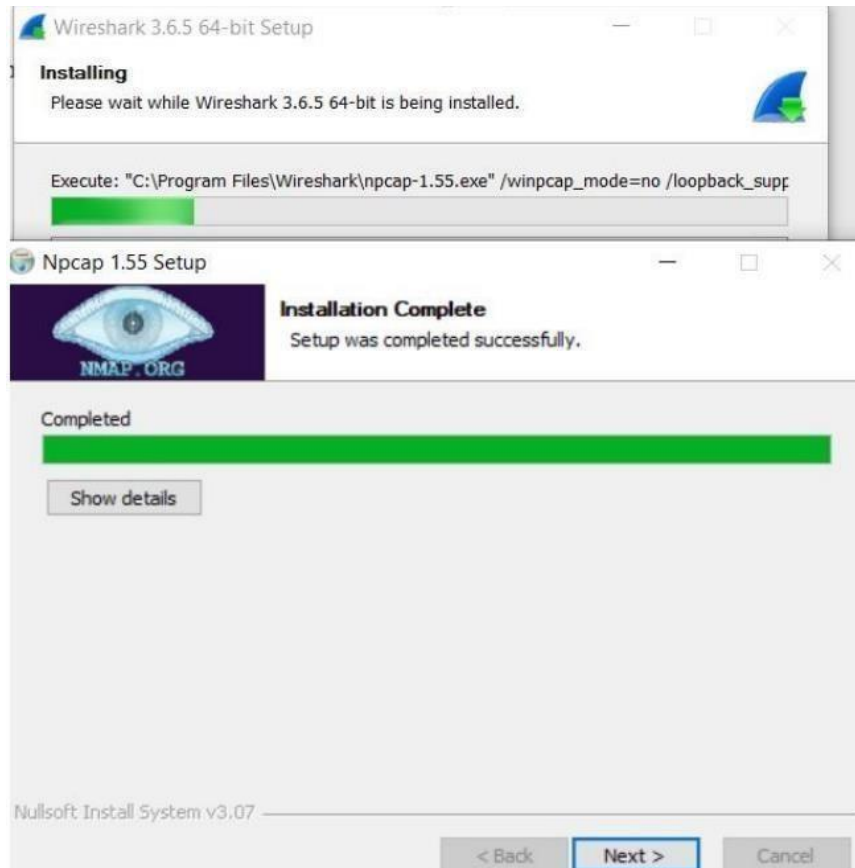 Wireshark 3.6.5 64-bit Setup
Installing
Please wait while Wireshark 3.6.5 64-bit is being installed.
Execute: "C:\Program Files\Wireshark\npcap-1.55.exe" /winpcap_mode=no /loopback_supp
Npcap 1.55 Setup
NMAP.ORG
Installation Complete
Setup was completed successfully.
Completed
Show details
Nullsoft Install System v3.07
< Back Next > Cancel